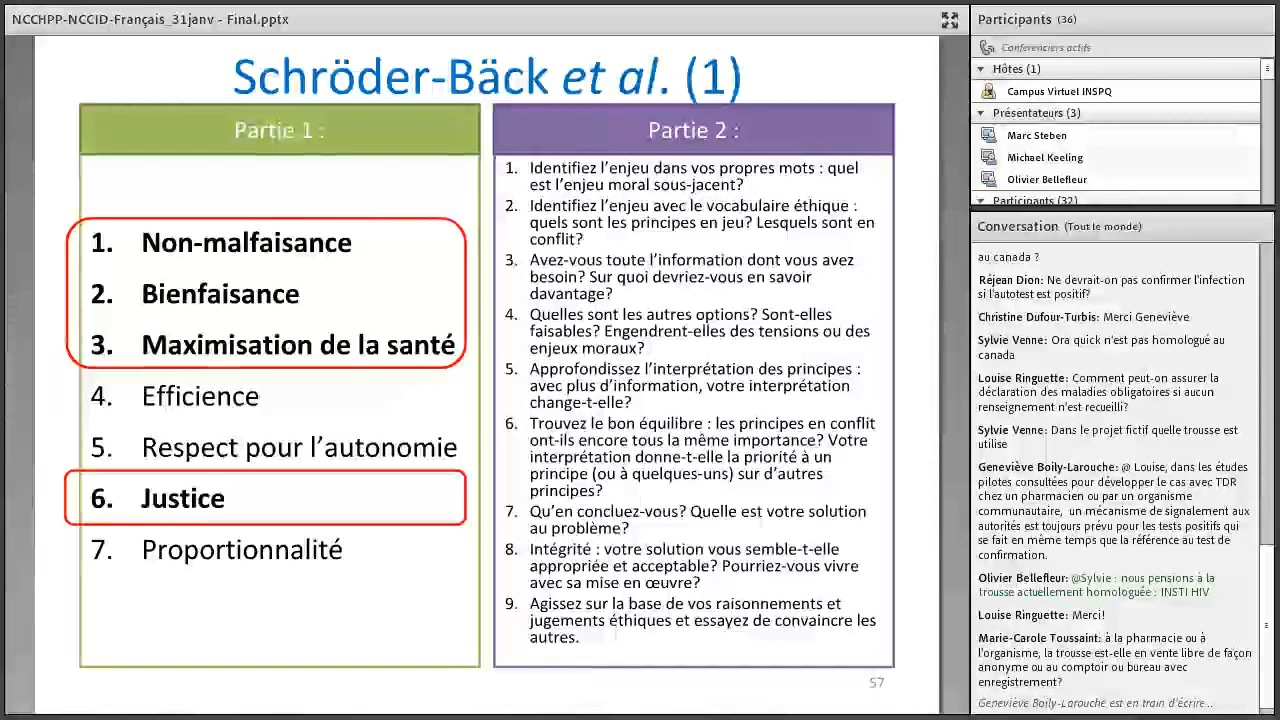 NCCHPP-NCCID-Français_31janv - Final.pptx
Schröder-Bäck et al. (1)
Partie 1 :
1. Non-malfaisance
2. Bienfaisance
3. Maximisation de la santé
4. Efficience
5. Respect pour l’autonomie
6. Justice
7. Proportionnalité
Partie 2 :
1. Identifiez l’enjeu dans vos propres mots : quel
est l’enjeu moral sous-jacent?
2. Identifiez l’enjeu avec le vocabulaire éthique :
quels sont les principes en jeu? Lesquels sont en
conflit?
3. Avez-vous toute l’information dont vous avez
besoin? Sur quoi devriez-vous en savoir
davantage?
4. Quelles sont les autres options? Sont-elles
faisables? Engendrent-elles des tensions ou des
enjeux moraux?
5. Approfondissez l’interprétation des principes :
avec plus d’information, votre interprétation
change-t-elle?
6. Trouvez le bon équilibre : les principes en conflit
ont-ils encore tous la même importance? Votre
interprétation donne-t-elle la priorité à un
principe (ou à quelques-uns) sur d’autres
principes?
7. Qu’en concluez-vous? Quelle est votre solution
au problème?
8. Intégrité : votre solution vous semble-t-elle
appropriée et acceptable? Pourriez-vous vivre
avec sa mise en œuvre?
9. Agissez sur la base de vos raisonnements et
jugements éthiques et essayez de convaincre les
autres.
57
Participants (36)
Conferenciers actifs
Hôtes (1)
Campus Virtuel INSPQ
Présentateurs (3)
Marc Steben
Michael Keeling
Olivier Bellefleur
Participants (32)
Conversation (Tout le monde)
au canada ?
Réjean Dion: Ne devrait-on pas confirmer l'infection
si l'autotest est positif?
Christine Dufour-Turbis: Merci Geneviève
Sylvie Venne: Ora quick n'est pas homologué au
canada
Louise Ringuette: Comment peut-on assurer la
déclaration des maladies obligatoires si aucun
renseignement n'est recueilli?
Sylvie Venne: Dans le projet fictif quelle trousse est
utilise
Geneviève Boily-Larouche: @ Louise, dans les études
pilotes consultées pour développer le cas avec TDR
chez un pharmacien ou par un organisme
communautaire, un mécanisme de signalement aux
autorités est toujours prévu pour les tests positifs qui
se fait en même temps que la référence au test de
confirmation.
Olivier Bellefleur: @Sylvie : nous pensions à la
trousse actuellement homologuée : INSTI HIV
Louise Ringuette: Merci!
Marie-Carole Toussaint: à la pharmacie ou à
l'organisme, la trousse est-elle en vente libre de façon
anonyme ou au comptoir ou bureau avec
enregistrement?
Geneviève Boily-Larouche est en train d'écrire...